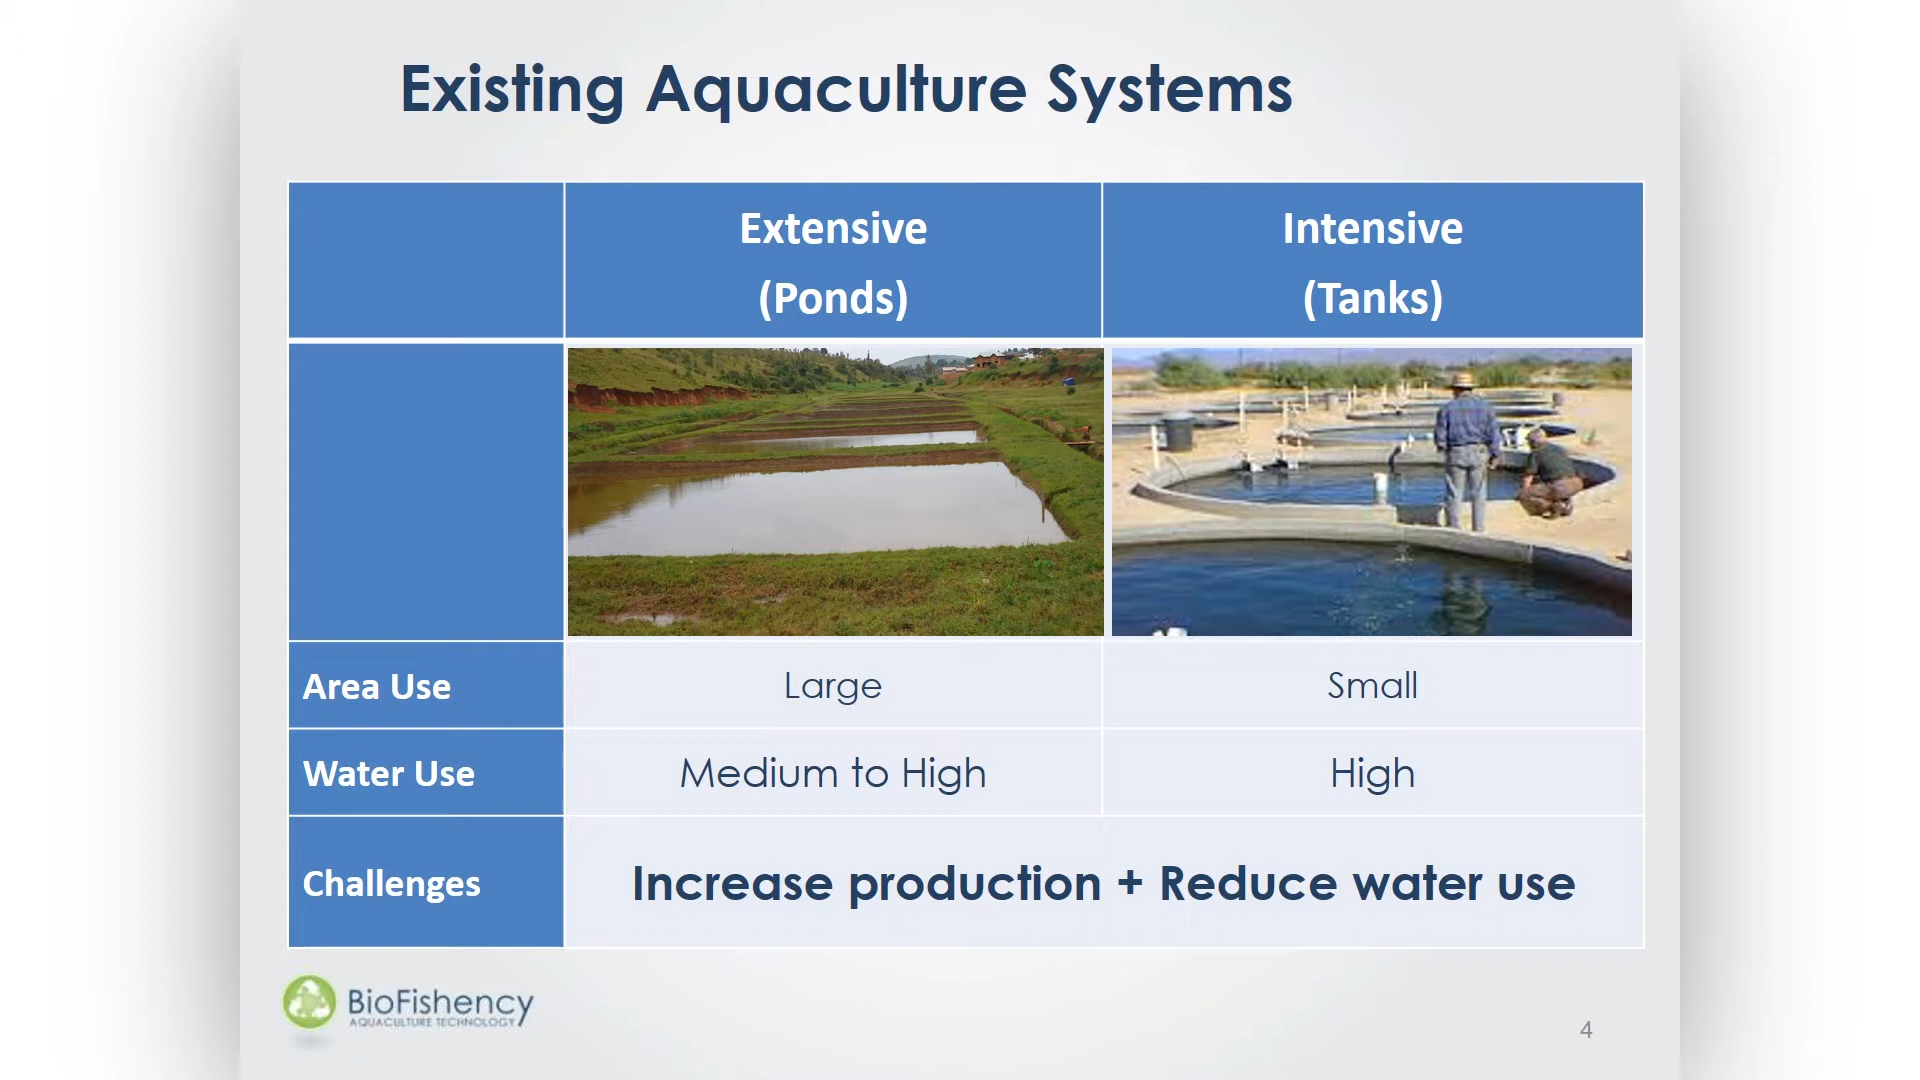 Existing Aquaculture Systems
Extensive
(Ponds)
Intensive
(Tanks)
Area Use
Large
Small
Water Use
Medium to High
High
Challenges
Increase production + Reduce water use
BioFishency
AQUACULTURE TECHNOLOGY
4